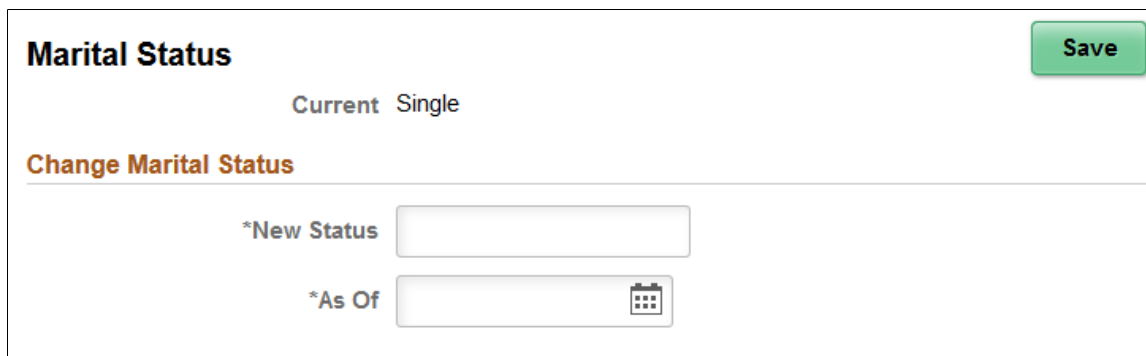 Marital Status
Save
Current Single
Change Marital Status
*New Status
*As Of